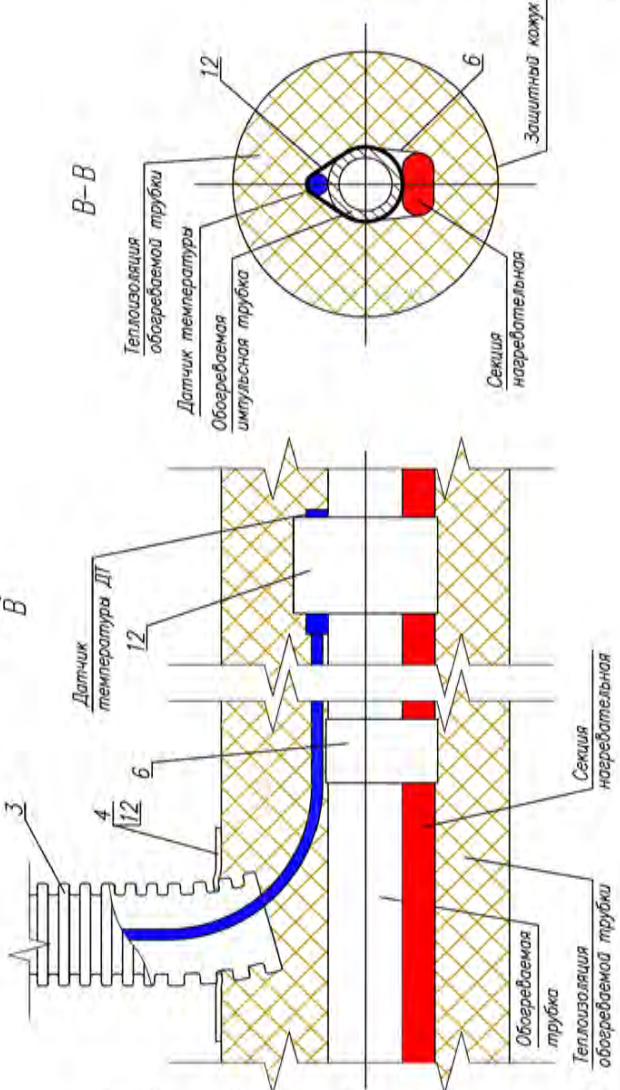 В
3
4
12
6
Датчик
температуры ДТ
12
Обогреваемая
трубка
Теплоизоляция
обогреваемой трубки
Секция
нагревательная
В-В
Теплоизоляция
обогреваемой трубки
12
Датчик температуры
Обогреваемая
импульсная трубка
Секция
нагревательная
6
Защитный кожух